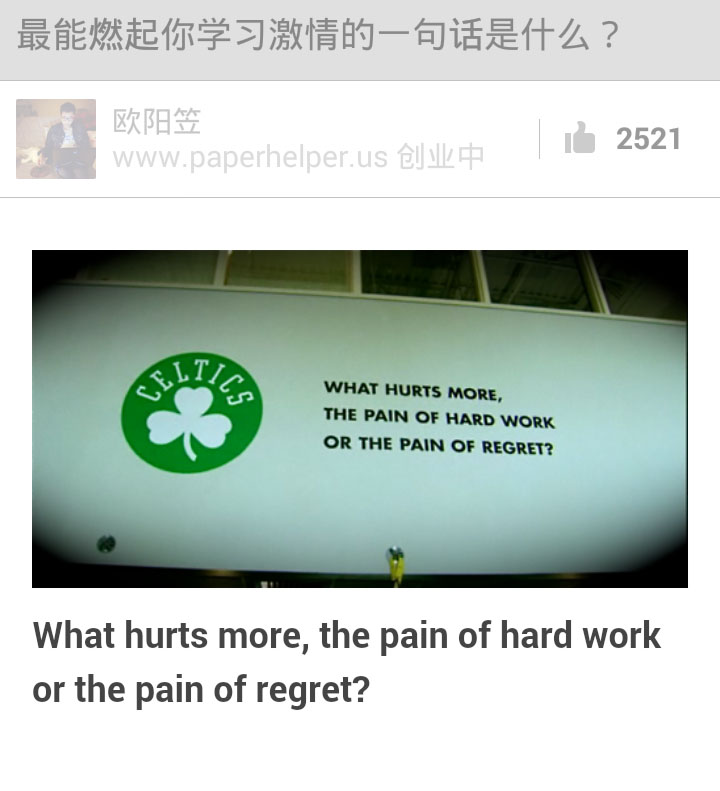 最能燃起你学习激情的一句话是什么？
欧阳笠
www.paperhelper.us 创业中
2521
CELTICS
WHAT HURTS MORE,
THE PAIN OF HARD WORK
OR THE PAIN OF REGRET?
What hurts more, the pain of hard work
or the pain of regret?